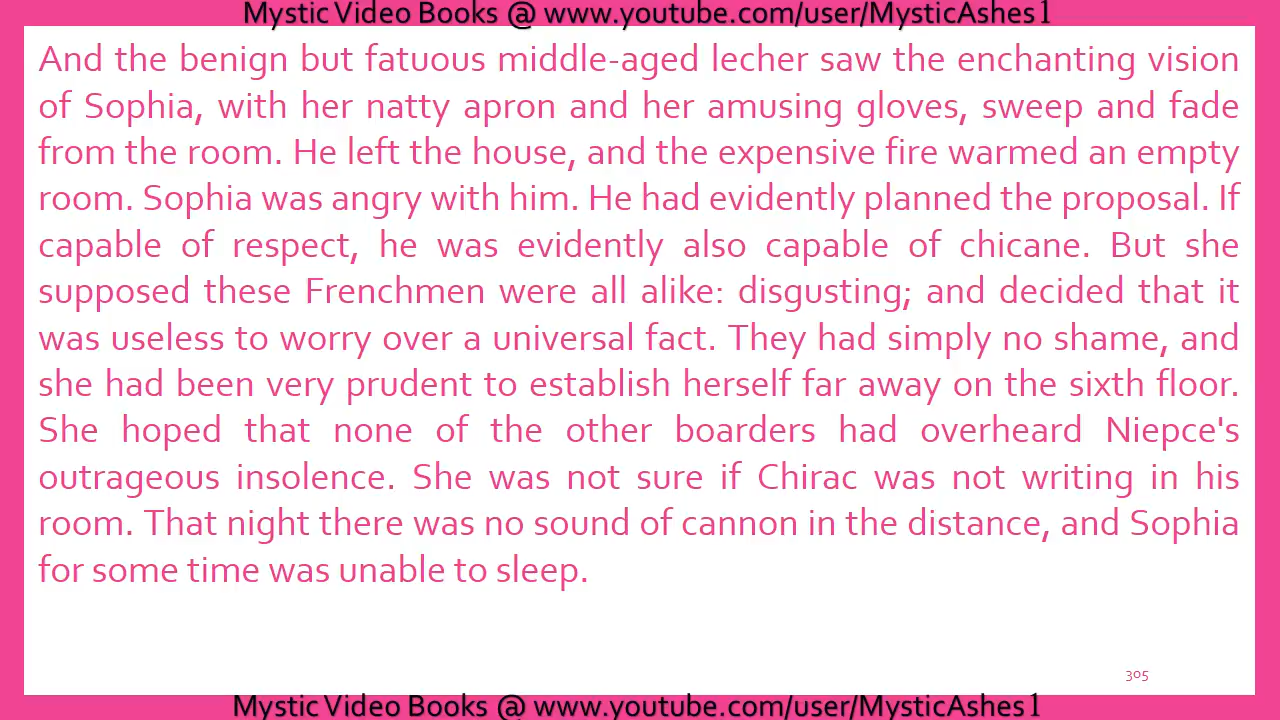 Mystic Video Books @ www.youtube.com/user/MysticAshes1
And the benign but fatuous middle-aged lecher saw the enchanting vision
of Sophia, with her natty apron and her amusing gloves, sweep and fade
from the room. He left the house, and the expensive fire warmed an empty
room. Sophia was angry with him. He had evidently planned the proposal. If
capable of respect, he was evidently also capable of chicane. But she
supposed these Frenchmen were all alike: disgusting; and decided that it
was useless to worry over a universal fact. They had simply no shame, and
she had been very prudent to establish herself far away on the sixth floor.
She hoped that none of the other boarders had overheard Niepce's
outrageous insolence. She was not sure if Chirac was not writing in his
room. That night there was no sound of cannon in the distance, and Sophia
for some time was unable to sleep.
305
Mystic Video Books @ www.youtube.com/user/MysticAshes1